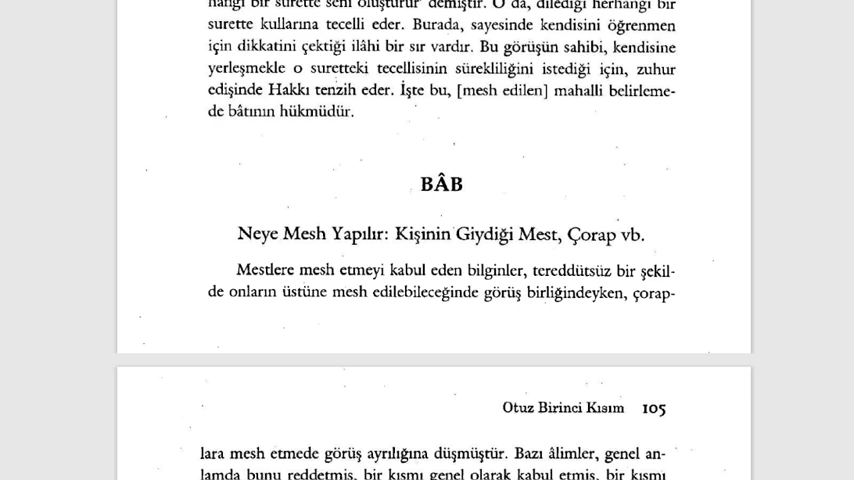 hangi bir surette seni oluşturur' demiştir. O da, dilediği herhangi bir
surette kullarına tecelli eder. Burada, sayesinde kendisini öğrenmen
için dikkatini çektiği ilâhi bir sır vardır. Bu görüşün sahibi, kendisine
yerleşmekle o suretteki tecellisinin sürekliliğini istediği için, zuhur
edişinde Hakkı tenzih eder. İşte bu, [mesh edilen] mahalli belirleme-
de bâtının hükmüdür.
BÂB
Neye Mesh Yapılır: Kişinin Giydiği Mest, Çorap vb.
Mestlere mesh etmeyi kabul eden bilginler, tereddütsüz bir şekil-
de onların üstüne mesh edilebileceğinde görüş birliğindeyken, çorap-
Otuz Birinci Kısım 105
lara mesh etmede görüş ayrılığına düşmüştür. Bazı âlimler, genel an-
lamda bunu reddetmiş, bir kısmı genel olarak kabul etmiş, bir kısmı